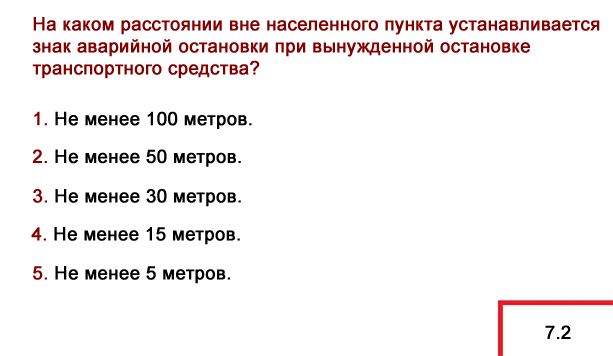 На каком расстоянии вне населенного пункта устанавливается
знак аварийной остановки при вынужденной остановке
транспортного средства?
1. Не менее 100 метров.
2. Не менее 50 метров.
3. Не менее 30 метров.
4. Не менее 15 метров.
5. Не менее 5 метров.
7.2